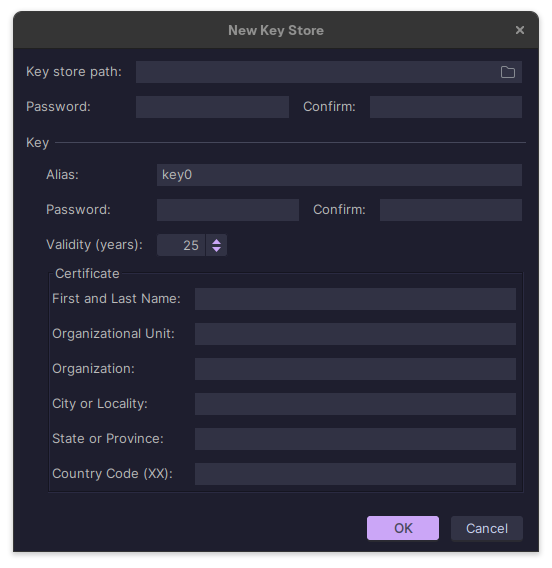 New Key Store
Key store path:
Password: Confirm:
Key
Alias: key0
Password: Confirm:
Validity (years): 25
Certificate
First and Last Name:
Organizational Unit:
Organization:
City or Locality:
State or Province:
Country Code (XX):
OK Cancel